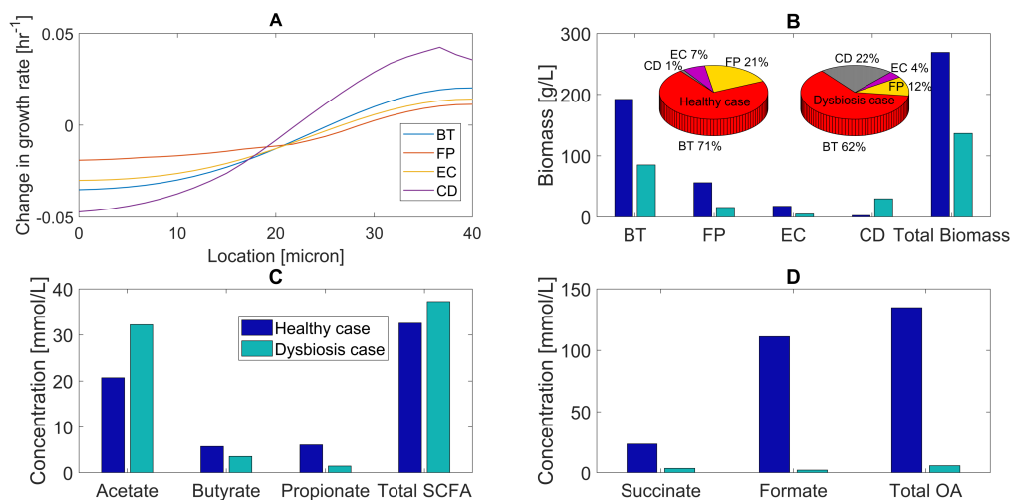 A
Change in growth rate [hr-1]
0.05
0
-0.05
0
10
20
30
40
Location [micron]
BT
FP
EC
CD
B
Biomass [g/L]
300
200
100
0
EC 7%
FP 21%
CD 1%
Healthy case
BT 71%
CD 22%
EC 4%
FP 12%
Dysbiosis case
BT 62%
BT
FP
EC
CD
Total Biomass
C
Concentration [mmol/L]
40
30
20
10
0
Healthy case
Dysbiosis case
Acetate
Butyrate
Propionate
Total SCFA
D
Concentration [mmol/L]
150
100
50
0
Succinate
Formate
Total OA